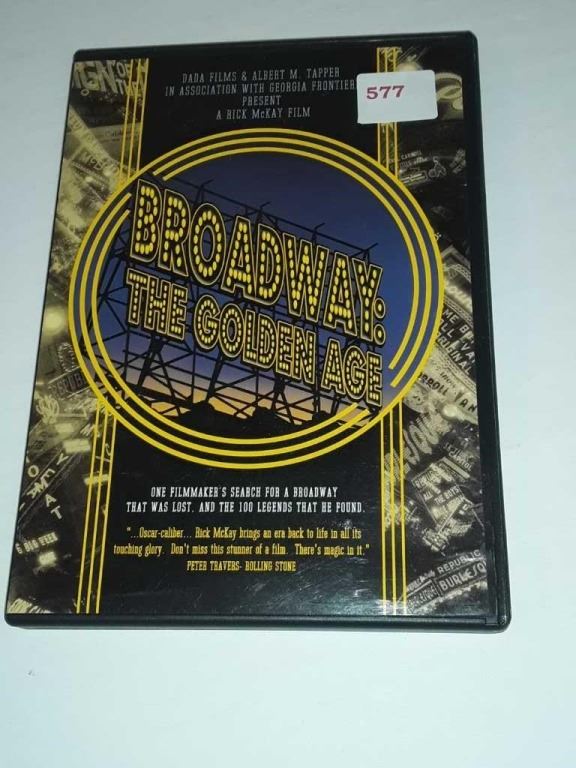 DADA FILMS & ALBERT M. TAPPER
IN ASSOCIATION WITH GEORGIA FRONTIERE
PRESENT
A RICK McKAY FILM
577
BROADWAY:
THE GOLDEN AGE
ONE FILMMAKER'S SEARCH FOR A BROADWAY
THAT WAS LOST, AND THE 100 LEGENDS THAT HE FOUND.
"...Oscar-caliber... Rick McKay brings an era back to life in all its
touching glory. Don't miss this stunner of a film. There's magic in it."
PETER TRAVERS- ROLLING STONE
REPUBLIC